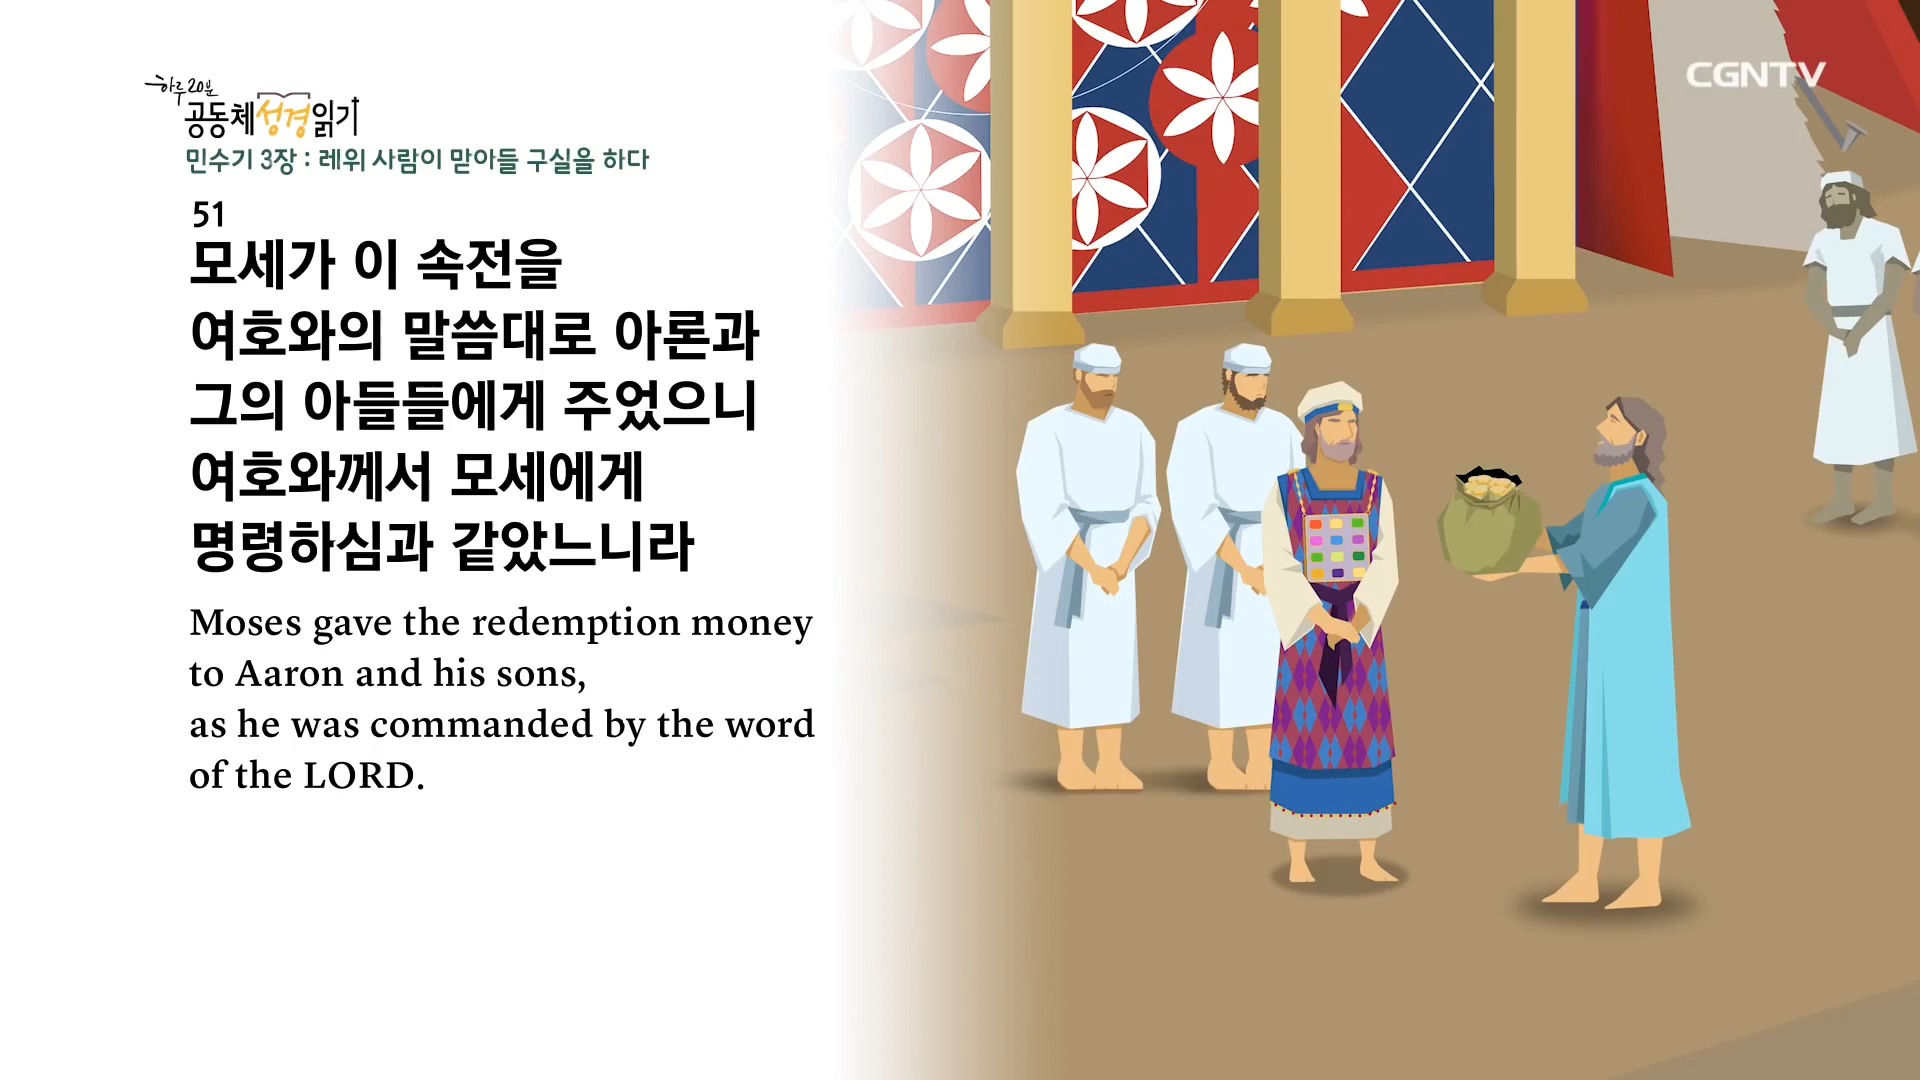 하루 20분
공동체성경읽기
CGNTV
민수기 3장 : 레위 사람이 맏아들 구실을 하다
51
모세가 이 속전을
여호와의 말씀대로 아론과
그의 아들들에게 주었으니
여호와께서 모세에게
명령하심과 같았느니라
Moses gave the redemption money
to Aaron and his sons,
as he was commanded by the word
of the LORD.